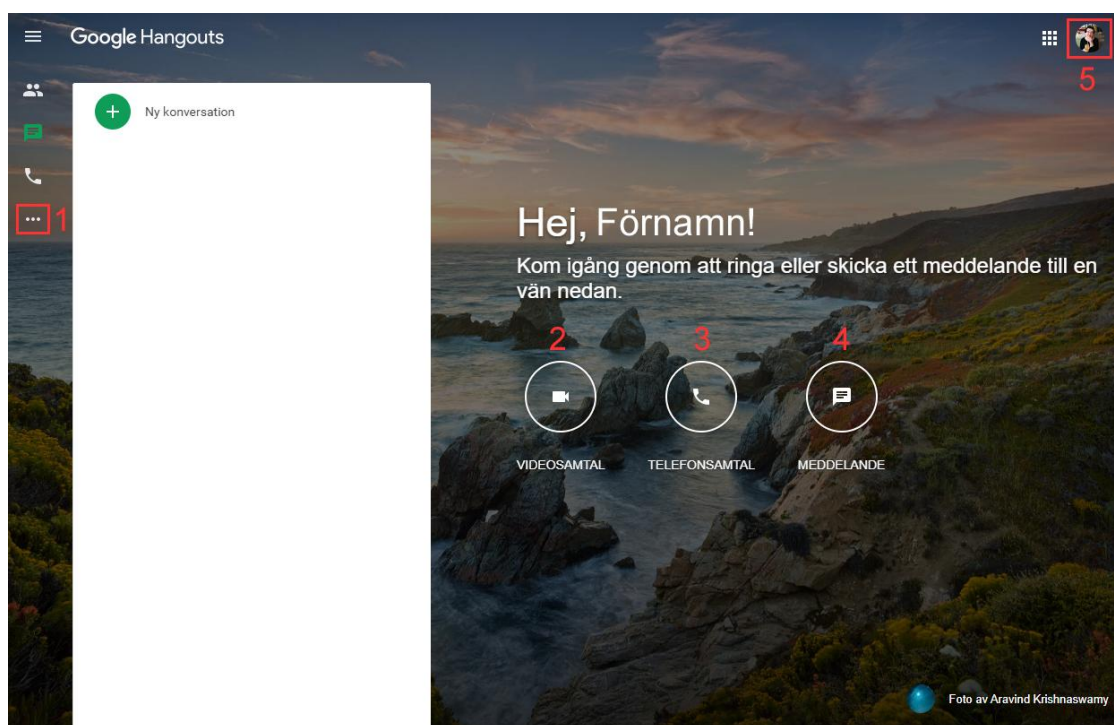 Google Hangouts
5
Ny konversation
1
Hej, Förnamn!
Kom igång genom att ringa eller skicka ett meddelande till en
vän nedan.
2 3 4
VIDEOSAMTAL TELEFONSAMTAL MEDDELANDE
Foto av Aravind Krishnaswamy